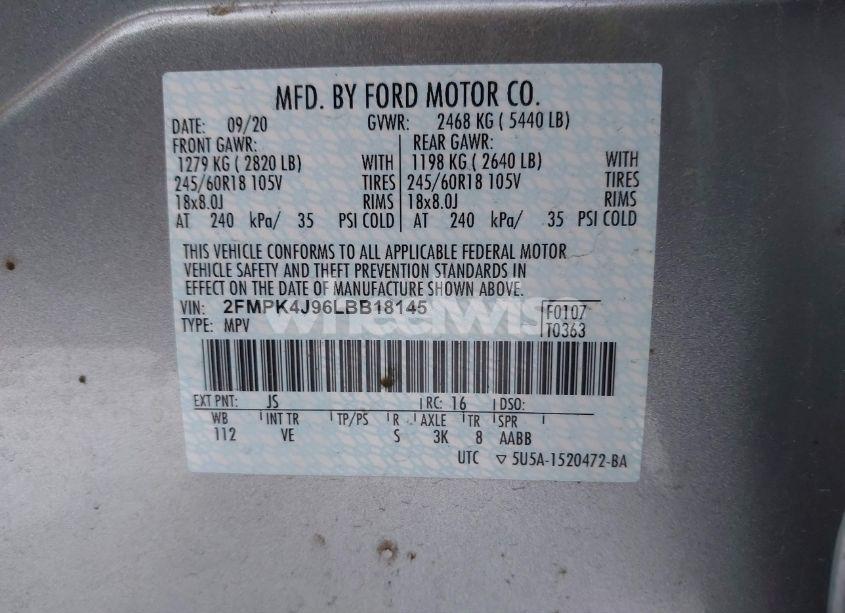 MFD. BY FORD MOTOR CO.
DATE: 09/20 GVWR: 2468 KG ( 5440 LB)
FRONT GAWR: REAR GAWR:
1279 KG ( 2820 LB) WITH 1198 KG ( 2640 LB) WITH
245/60R18 105V TIRES 245/60R18 105V TIRES
18x8.0J RIMS 18x8.0J RIMS
AT 240 kPa/ 35 PSI COLD AT 240 kPa/ 35 PSI COLD
THIS VEHICLE CONFORMS TO ALL APPLICABLE FEDERAL MOTOR
VEHICLE SAFETY AND THEFT PREVENTION STANDARDS IN
EFFECT ON THE DATE OF MANUFACTURE SHOWN ABOVE.
VIN: 2FMPK4J96LBB18145 F0107
TYPE: MPV T0363
wheelwise
EXT PNT: JS RC: 16 DSO:
WB INT TR TP/PS R AXLE TR SPR
112 VE S 3K 8 AABB
UTC ▽ 5U5A-1520472-BA